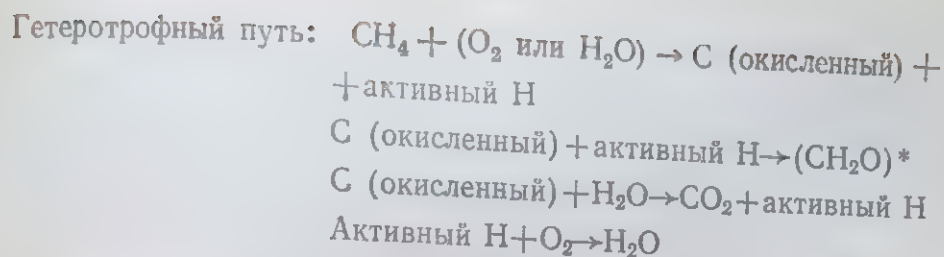 Гетеротрофный путь: CH₄ + (O₂ или H₂O) → C (окисленный) +
+активный H
C (окисленный)+активный H→(CH₂O)*
C (окисленный)+H₂O→CO₂+активный H
Активный H+O₂→H₂O